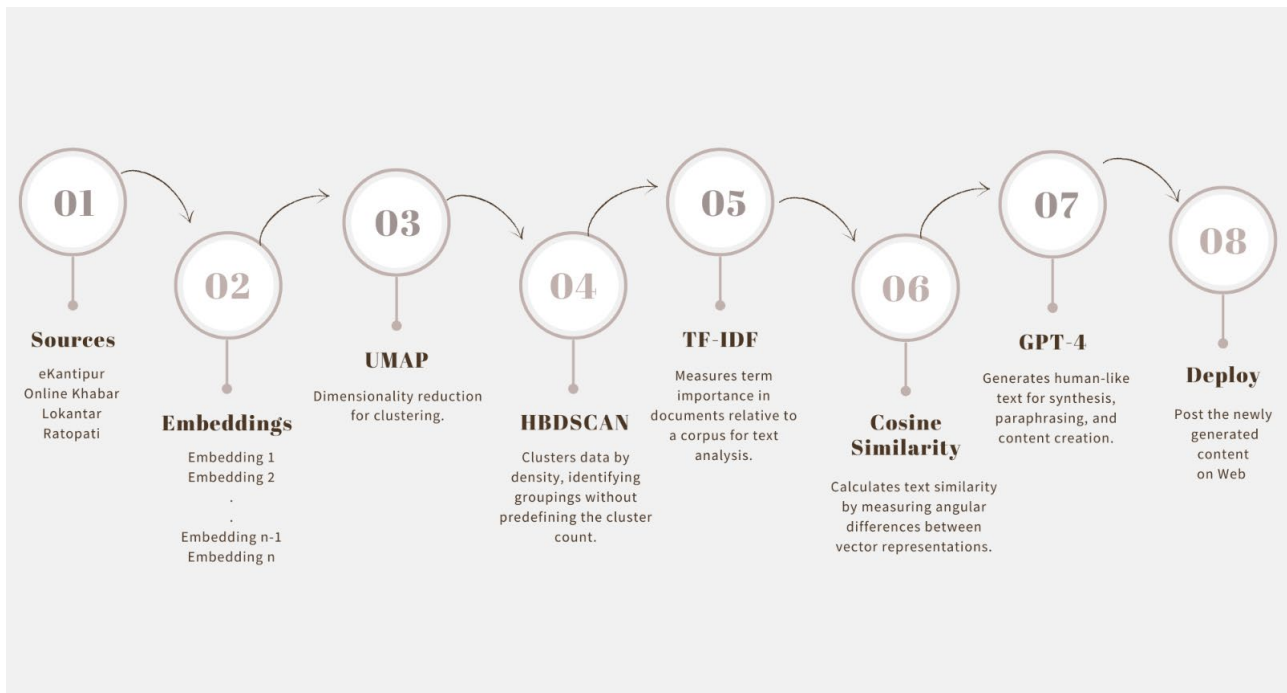 01
Sources
eKantipur
Online Khabar
Lokantar
Ratopati
02
Embeddings
Embedding 1
Embedding 2
.
.
Embedding n-1
Embedding n
03
UMAP
Dimensionality reduction
for clustering.
04
HBDSCAN
Clusters data by
density, identifying
groupings without
predefining the cluster
count.
05
TF-IDF
Measures term
importance in
documents relative to
a corpus for text
analysis.
06
Cosine
Similarity
Calculates text similarity
by measuring angular
differences between
vector representations.
07
GPT-4
Generates human-like
text for synthesis,
paraphrasing, and
content creation.
08
Deploy
Post the newly
generated
content
on Web